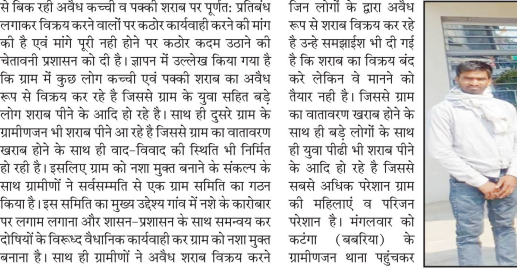 से बिक रही अवैध कच्ची व पक्की शराब पर पूर्णत: प्रतिबंध
लगाकर विक्रय करने वालों पर कठोर कार्यवाही करने की मांग
की है एवं मांगे पूरी नही होने पर कठोर कदम उठाने की
चेतावनी प्रशासन को दी है। ज्ञापन में उल्लेख किया गया है
कि ग्राम में कुछ लोग कच्ची एवं पक्की शराब का अवैध
रूप से विक्रय कर रहे है जिससे ग्राम के युवा सहित बड़े
लोग शराब पीने के आदि हो रहे है। साथ ही दुसरे ग्राम के
ग्रामीणजन भी शराब पीने आ रहे है जिससे ग्राम का वातावरण
खराब होने के साथ ही वाद-विवाद की स्थिति भी निर्मित
हो रही है। इसलिए ग्राम को नशा मुक्त बनाने के संकल्प के
साथ ग्रामीणों ने सर्वसम्मति से एक ग्राम समिति का गठन
किया है। इस समिति का मुख्य उद्देश्य गांव में नशे के कारोबार
पर लगाम लगाना और शासन-प्रशासन के साथ समन्वय कर
दोषियों के विरूध्द वैधानिक कार्यवाही कर ग्राम को नशा मुक्त
बनाना है। साथ ही ग्रामीणों ने अवैध शराब विक्रय करने
जिन लोगों के द्वारा अवैध
रूप से शराब विक्रय कर रहे
है उन्हे समझाईश भी दी गई
है कि शराब का विक्रय बंद
करे लेकिन वे मानने को
तैयार नही है। जिससे ग्राम
का वातावरण खराब होने के
साथ ही बड़े लोगों के साथ
ही युवा पीढी भी शराब पीने
के आदि हो रहे है जिससे
सबसे अधिक परेशान ग्राम
की महिलाएं व परिजन
परेशान है। मंगलवार को
कटंगा (बबरिया) के
ग्रामीणजन थाना पहुंचकर